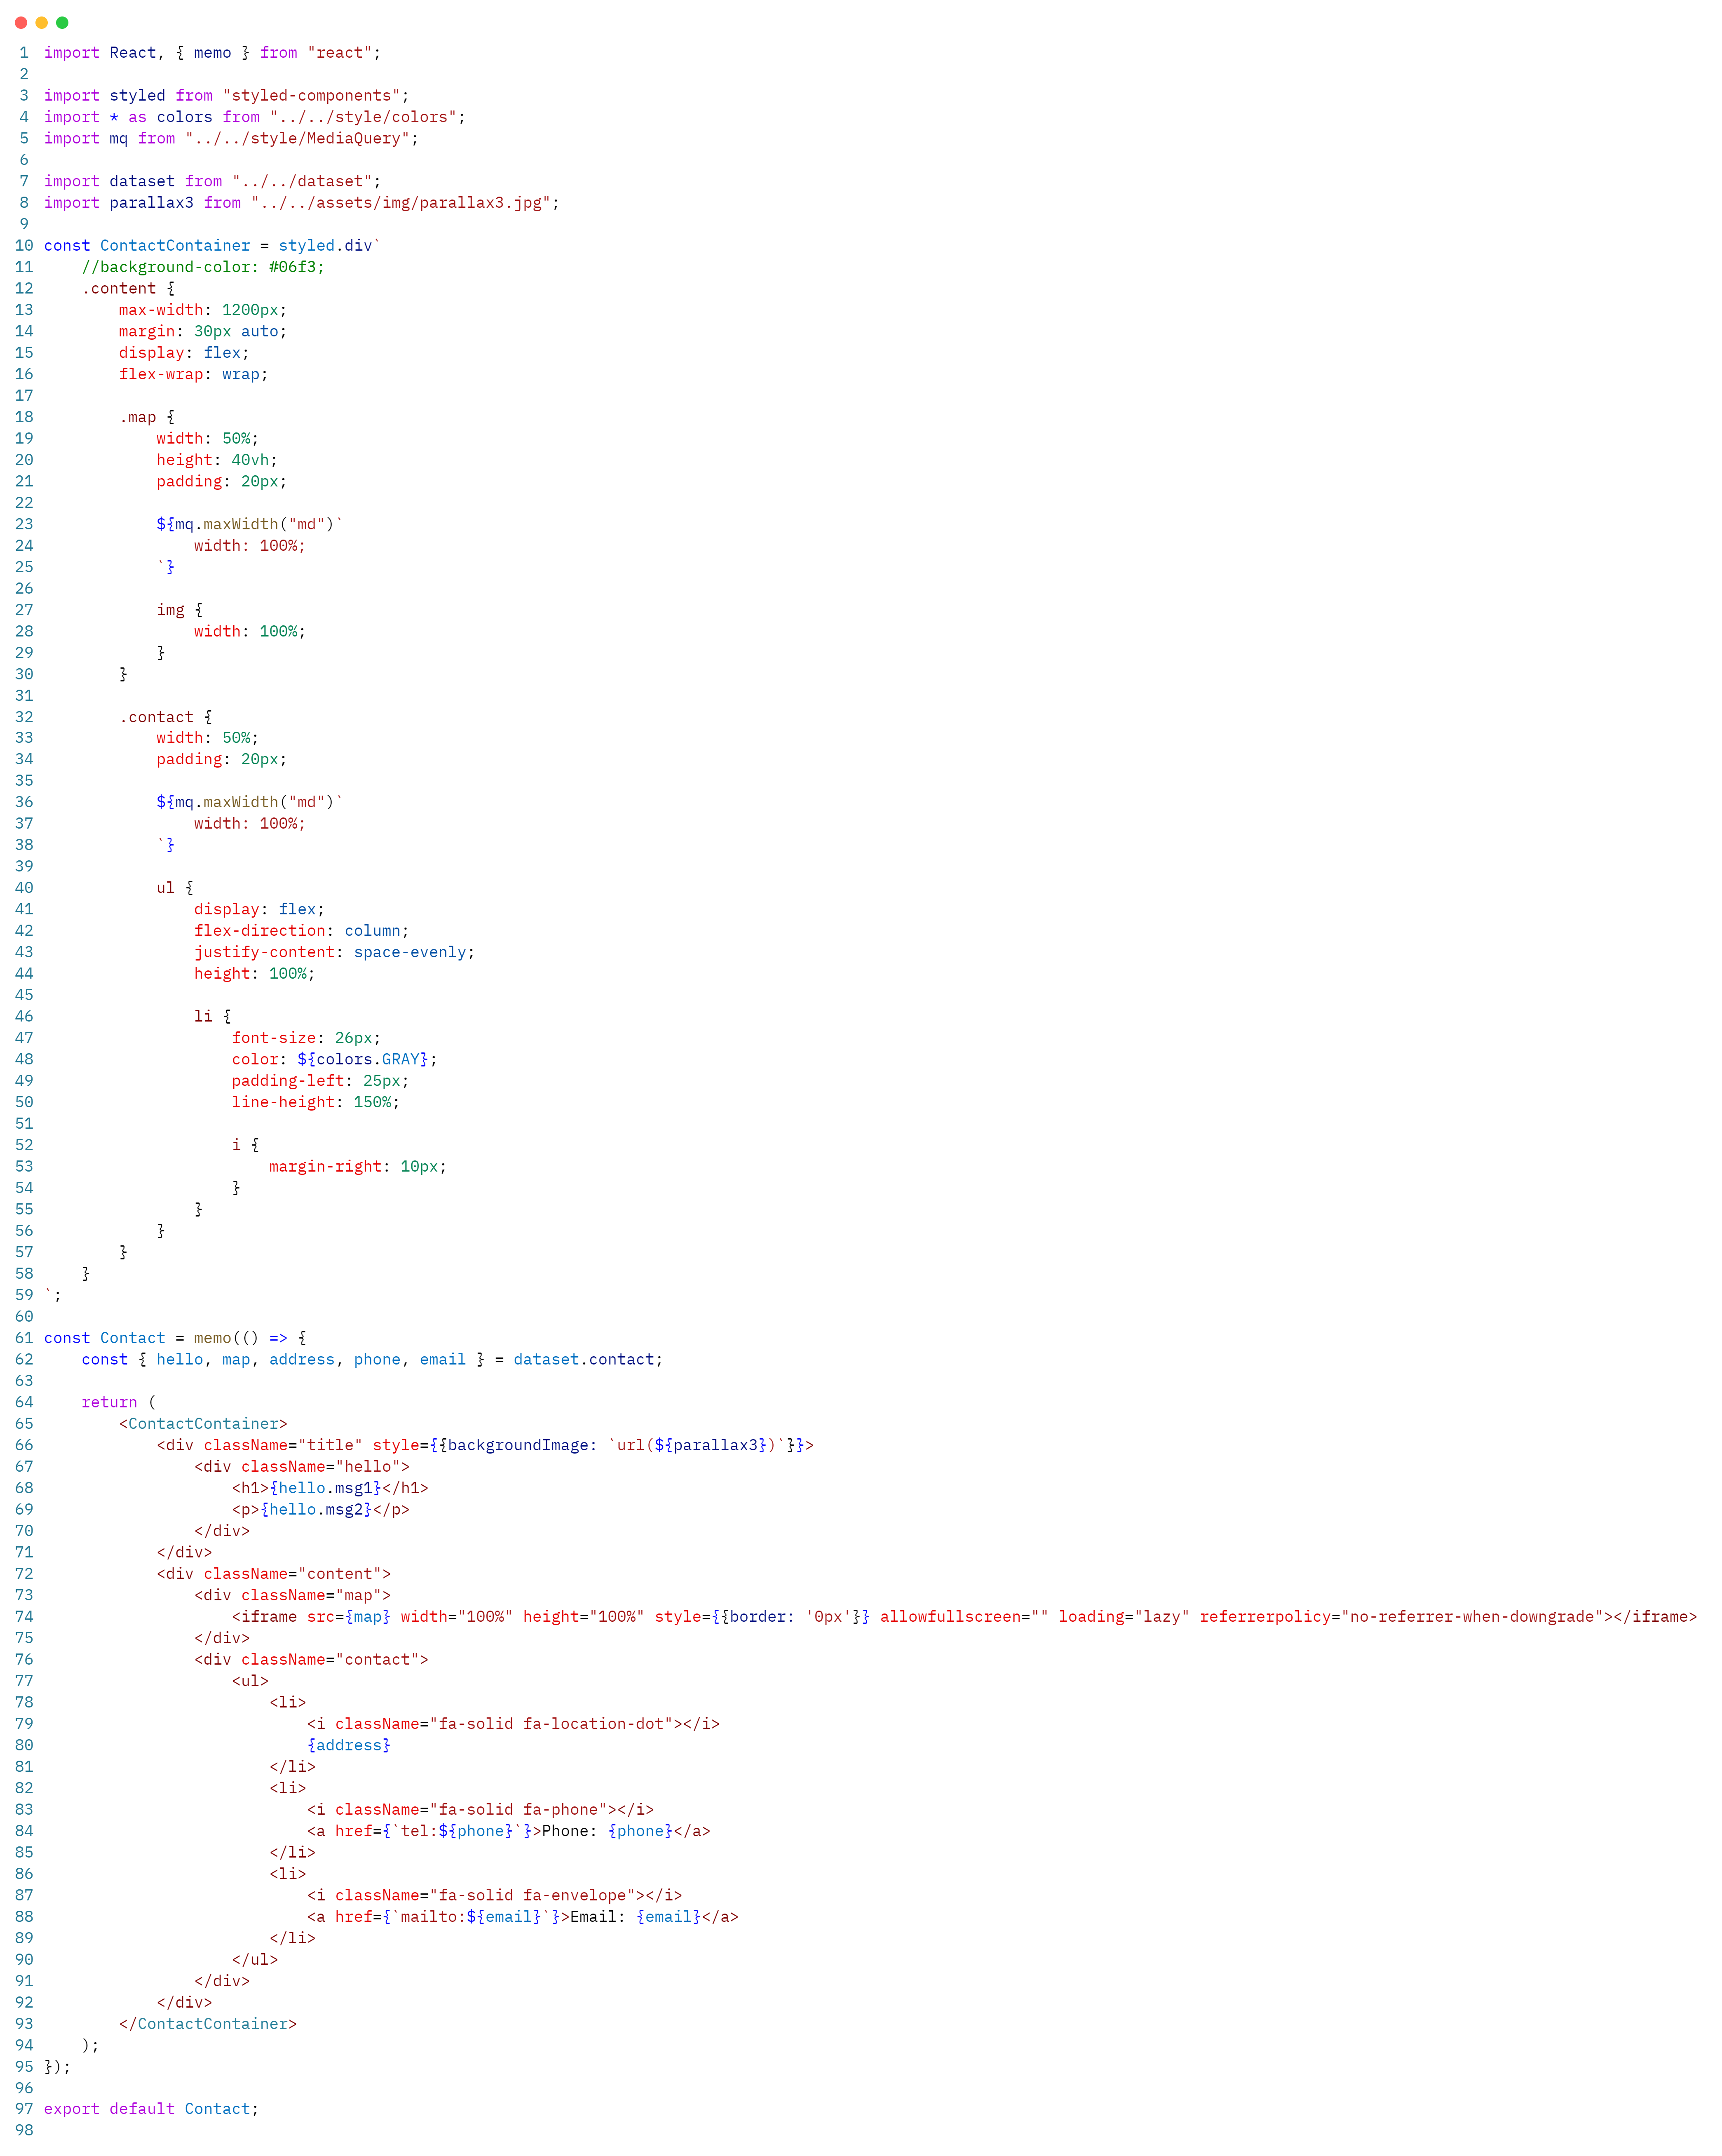 1 import React, { memo } from "react";
2
3 import styled from "styled-components";
4 import * as colors from "../../style/colors";
5 import mq from "../../style/MediaQuery";
6
7 import dataset from "../../dataset";
8 import parallax3 from "../../assets/img/parallax3.jpg";
9
10 const ContactContainer = styled.div`
11     //background-color: #06f3;
12     .content {
13         max-width: 1200px;
14         margin: 30px auto;
15         display: flex;
16         flex-wrap: wrap;
17
18         .map {
19             width: 50%;
20             height: 40vh;
21             padding: 20px;
22
23             ${mq.maxWidth("md")`
24                 width: 100%;
25             `}
26
27             img {
28                 width: 100%;
29             }
30         }
31
32         .contact {
33             width: 50%;
34             padding: 20px;
35
36             ${mq.maxWidth("md")`
37                 width: 100%;
38             `}
39
40             ul {
41                 display: flex;
42                 flex-direction: column;
43                 justify-content: space-evenly;
44                 height: 100%;
45
46                 li {
47                     font-size: 26px;
48                     color: ${colors.GRAY};
49                     padding-left: 25px;
50                     line-height: 150%;
51
52                     i {
53                         margin-right: 10px;
54                     }
55                 }
56             }
57         }
58     }
59 `;
60
61 const Contact = memo(() => {
62     const { hello, map, address, phone, email } = dataset.contact;
63
64     return (
65         <ContactContainer>
66             <div className="title" style={{backgroundImage: `url(${parallax3})`}}>
67                 <div className="hello">
68                     <h1>{hello.msg1}</h1>
69                     <p>{hello.msg2}</p>
70                 </div>
71             </div>
72             <div className="content">
73                 <div className="map">
74                     <iframe src={map} width="100%" height="100%" style={{border: '0px'}} allowfullscreen="" loading="lazy" referrerpolicy="no-referrer-when-downgrade"></iframe>
75                 </div>
76                 <div className="contact">
77                     <ul>
78                         <li>
79                             <i className="fa-solid fa-location-dot"></i>
80                             {address}
81                         </li>
82                         <li>
83                             <i className="fa-solid fa-phone"></i>
84                             <a href={`tel:${phone}`}>Phone: {phone}</a>
85                         </li>
86                         <li>
87                             <i className="fa-solid fa-envelope"></i>
88                             <a href={`mailto:${email}`}>Email: {email}</a>
89                         </li>
90                     </ul>
91                 </div>
92             </div>
93         </ContactContainer>
94     );
95 });
96
97 export default Contact;
98